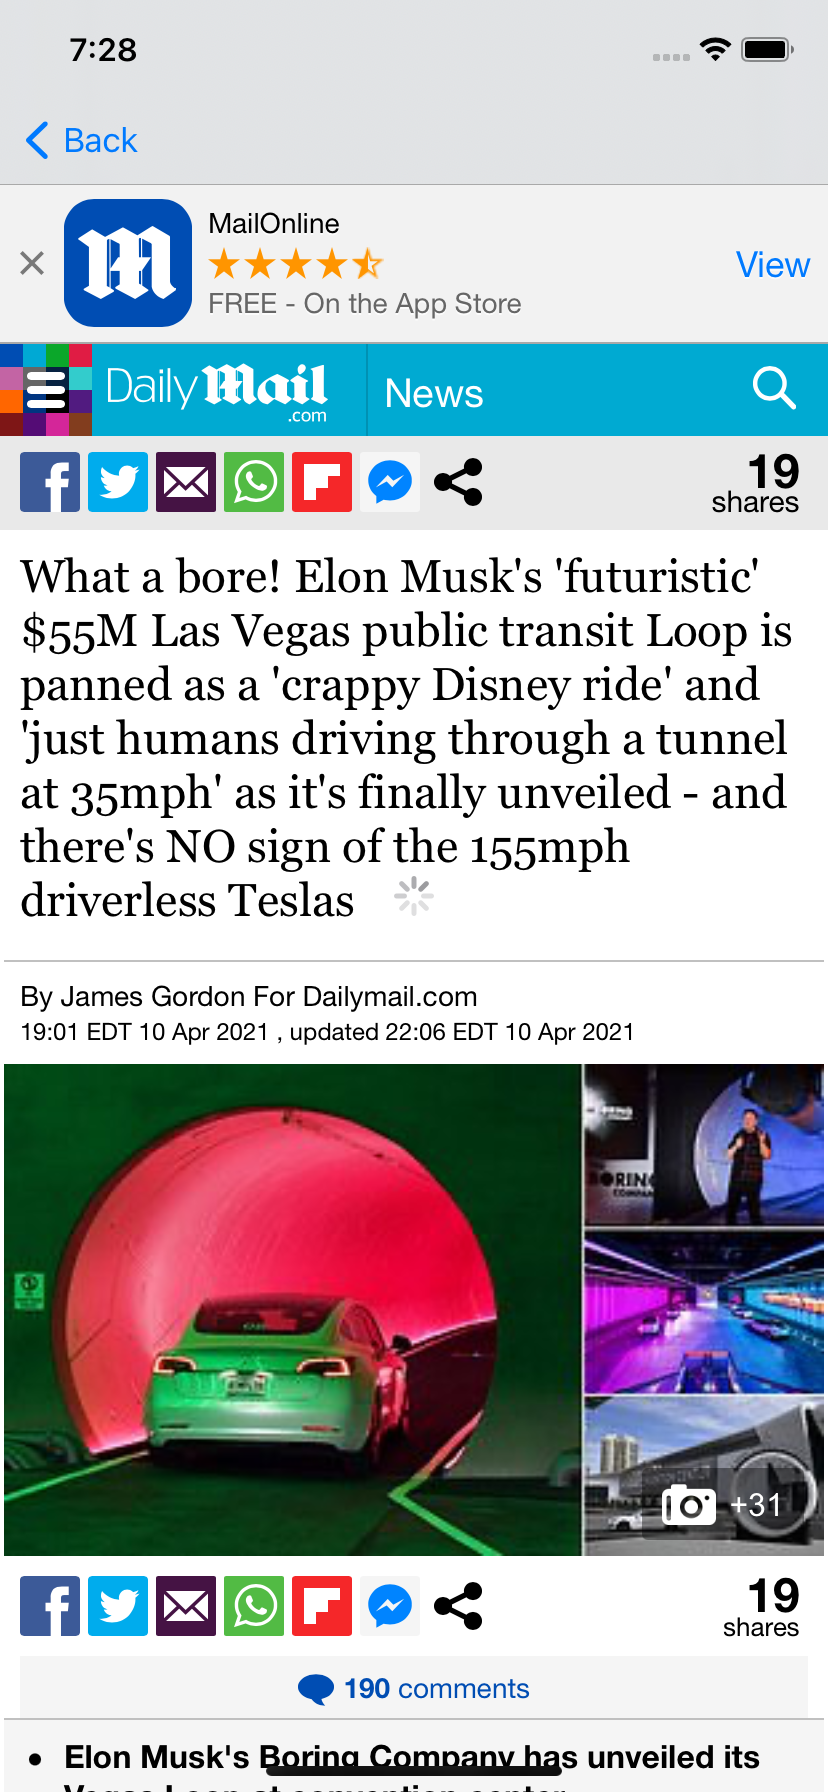 7:28
Back
MailOnline
FREE - On the App Store
View
Daily Mail
.com
News
19
shares
What a bore! Elon Musk's 'futuristic'
$55M Las Vegas public transit Loop is
panned as a 'crappy Disney ride' and
'just humans driving through a tunnel
at 35mph' as it's finally unveiled - and
there's NO sign of the 155mph
driverless Teslas
By James Gordon For Dailymail.com
19:01 EDT 10 Apr 2021 , updated 22:06 EDT 10 Apr 2021
+31
19
shares
190 comments
• Elon Musk's Boring Company has unveiled its